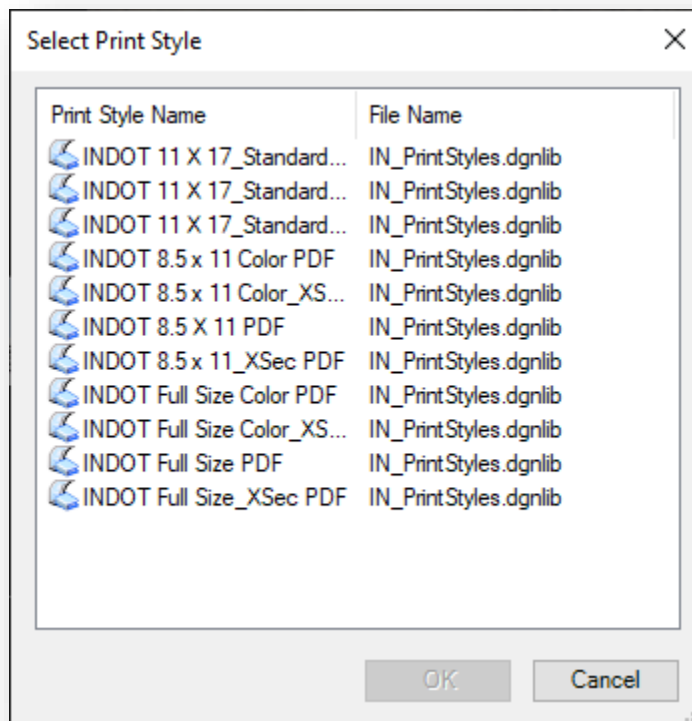 Select Print Style
Print Style Name File Name
INDOT 11 X 17_Standard... IN_PrintStyles.dgnlib
INDOT 11 X 17_Standard... IN_PrintStyles.dgnlib
INDOT 11 X 17_Standard... IN_PrintStyles.dgnlib
INDOT 8.5 x 11 Color PDF IN_PrintStyles.dgnlib
INDOT 8.5 x 11 Color_XS... IN_PrintStyles.dgnlib
INDOT 8.5 X 11 PDF IN_PrintStyles.dgnlib
INDOT 8.5 x 11_XSec PDF IN_PrintStyles.dgnlib
INDOT Full Size Color PDF IN_PrintStyles.dgnlib
INDOT Full Size Color_XS... IN_PrintStyles.dgnlib
INDOT Full Size PDF IN_PrintStyles.dgnlib
INDOT Full Size_XSec PDF IN_PrintStyles.dgnlib
OK Cancel